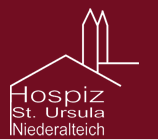 Hospiz
St. Ursula
Niederalteich